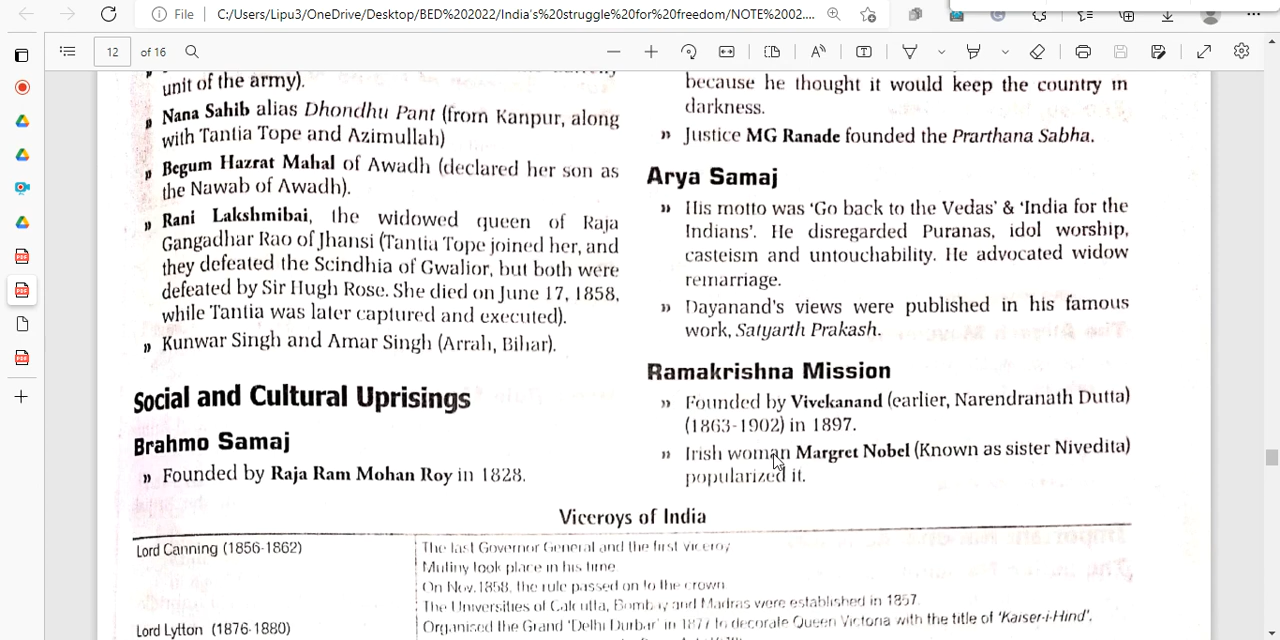 File
C:/Users/Lipu3/OneDrive/Desktop/BED%202022/India's%20struggle%20for%20freedom/NOTE%2002....
12 of 16
unit of the army).
» Nana Sahib alias Dhondhu Pant (from Kanpur, along
with Tantia Tope and Azimullah)
» Begum Hazrat Mahal of Awadh (declared her son as
the Nawab of Awadh).
» Rani Lakshmibai, the widowed queen of Raja
Gangadhar Rao of Jhansi (Tantia Tope joined her, and
they defeated the Scindhia of Gwalior, but both were
defeated by Sir Hugh Rose. She died on June 17, 1858,
while Tantia was later captured and executed).
» Kunwar Singh and Amar Singh (Arrah, Bihar).
Social and Cultural Uprisings
Brahmo Samaj
» Founded by Raja Ram Mohan Roy in 1828.
because he thought it would keep the country in
darkness.
» Justice MG Ranade founded the Prarthana Sabha.
Arya Samaj
» His motto was 'Go back to the Vedas' & 'India for the
Indians'. He disregarded Puranas, idol worship,
casteism and untouchability. He advocated widow
remarriage.
» Dayanand's views were published in his famous
work, Satyarth Prakash.
Ramakrishna Mission
» Founded by Vivekanand (earlier, Narendranath Dutta)
(1863-1902) in 1897.
» Irish woman Margret Nobel (Known as sister Nivedita)
popularized it.
Viceroys of India
Lord Canning (1856-1862)
The last Governor General and the first viceroy
Mutiny took place in his time
On Nov.1858, the rule passed on to the crown
The Universities of Calcutta, Bombay and Madras were established in 1857.
Lord Lytton (1876-1880)
Organised the Grand 'Delhi Durbar' in 1877 to decorate Queen Victoria with the title of 'Kaiser-i-Hind'.